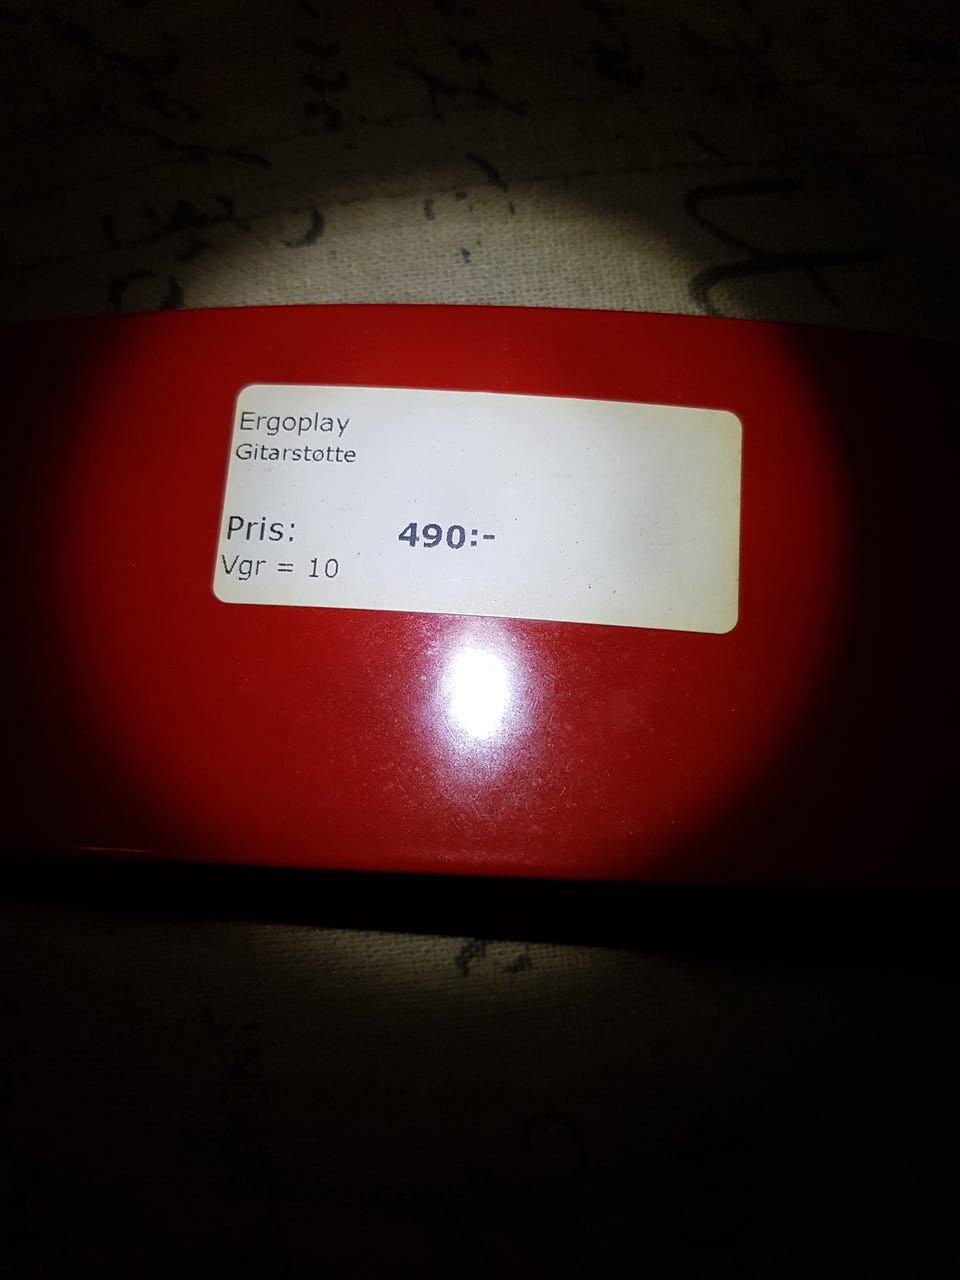 Ergoplay
Gitarstøtte
Pris: 490:-
Vgr = 10